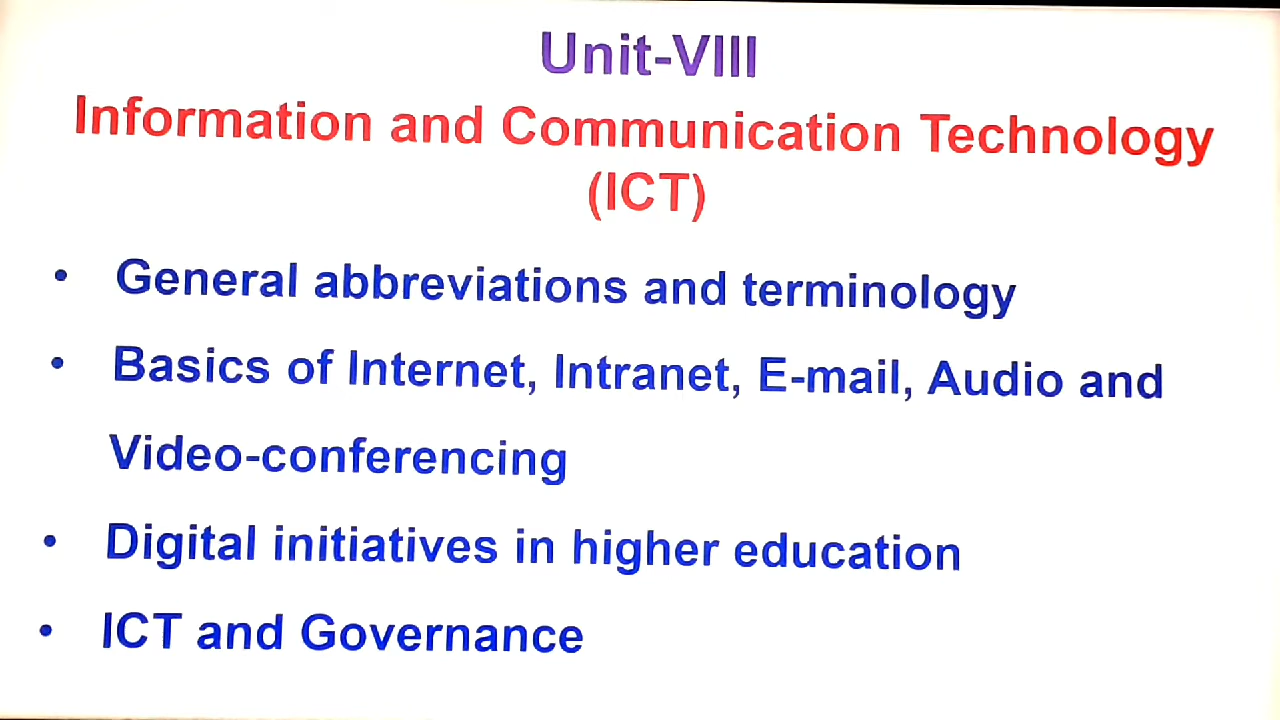 Unit-VIII
Information and Communication Technology
(ICT)
• General abbreviations and terminology
• Basics of Internet, Intranet, E-mail, Audio and
Video-conferencing
• Digital initiatives in higher education
• ICT and Governance